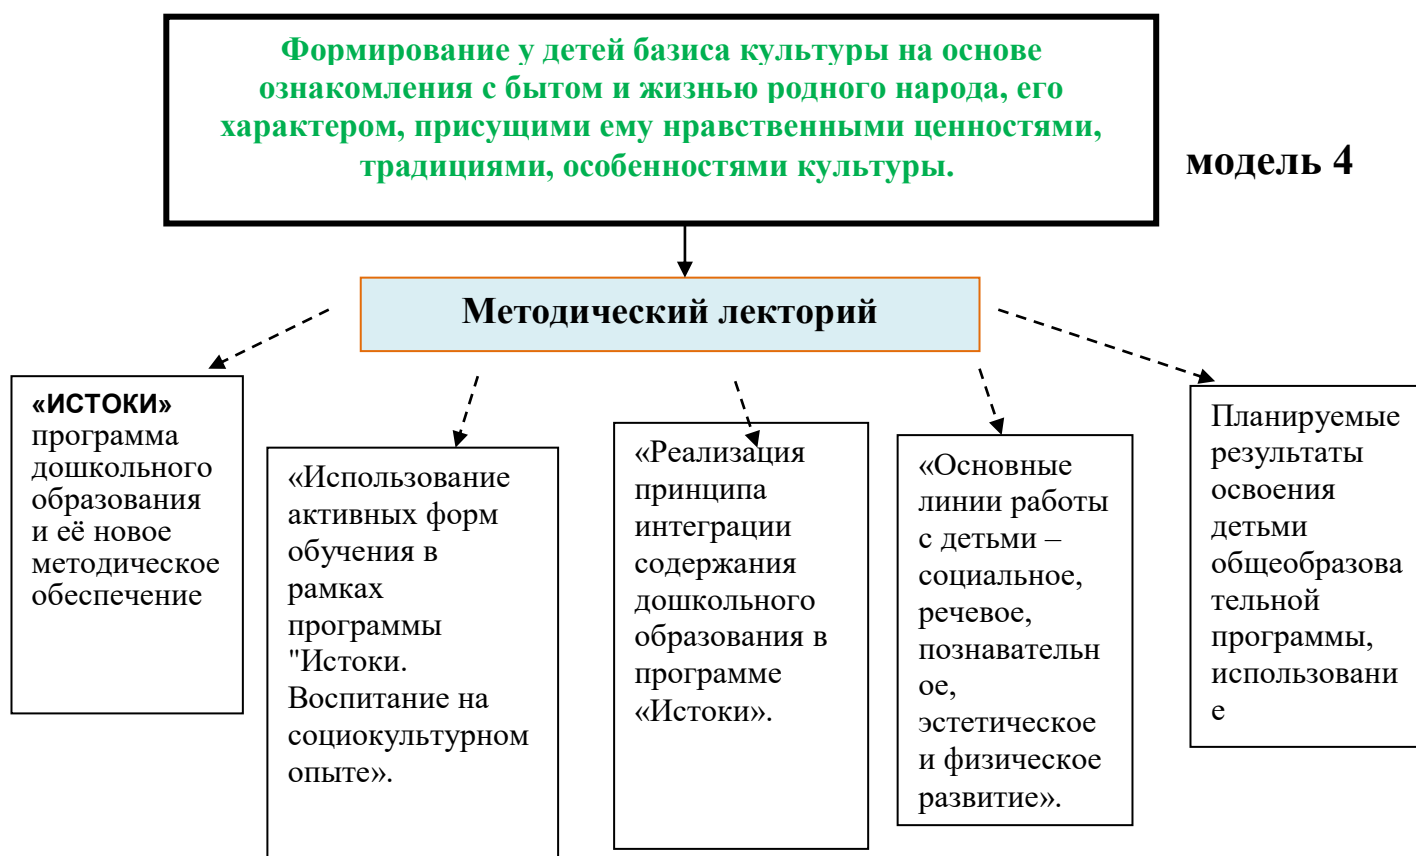 Формирование у детей базиса культуры на основе
ознакомления с бытом и жизнью родного народа, его
характером, присущими ему нравственными ценностями,
традициями, особенностями культуры.
модель 4
Методический лекторий
«ИСТОКИ»
программа
дошкольного
образования
и её новое
методическое
обеспечение
«Использование
активных форм
обучения в
рамках
программы
"Истоки.
Воспитание на
социокультурном
опыте».
«Реализация
принципа
интеграции
содержания
дошкольного
образования в
программе
«Истоки».
«Основные
линии работы
с детьми –
социальное,
речевое,
познавательн
ое,
эстетическое
и физическое
развитие».
Планируемые
результаты
освоения
детьми
общеобразова
тельной
программы,
использовани
е